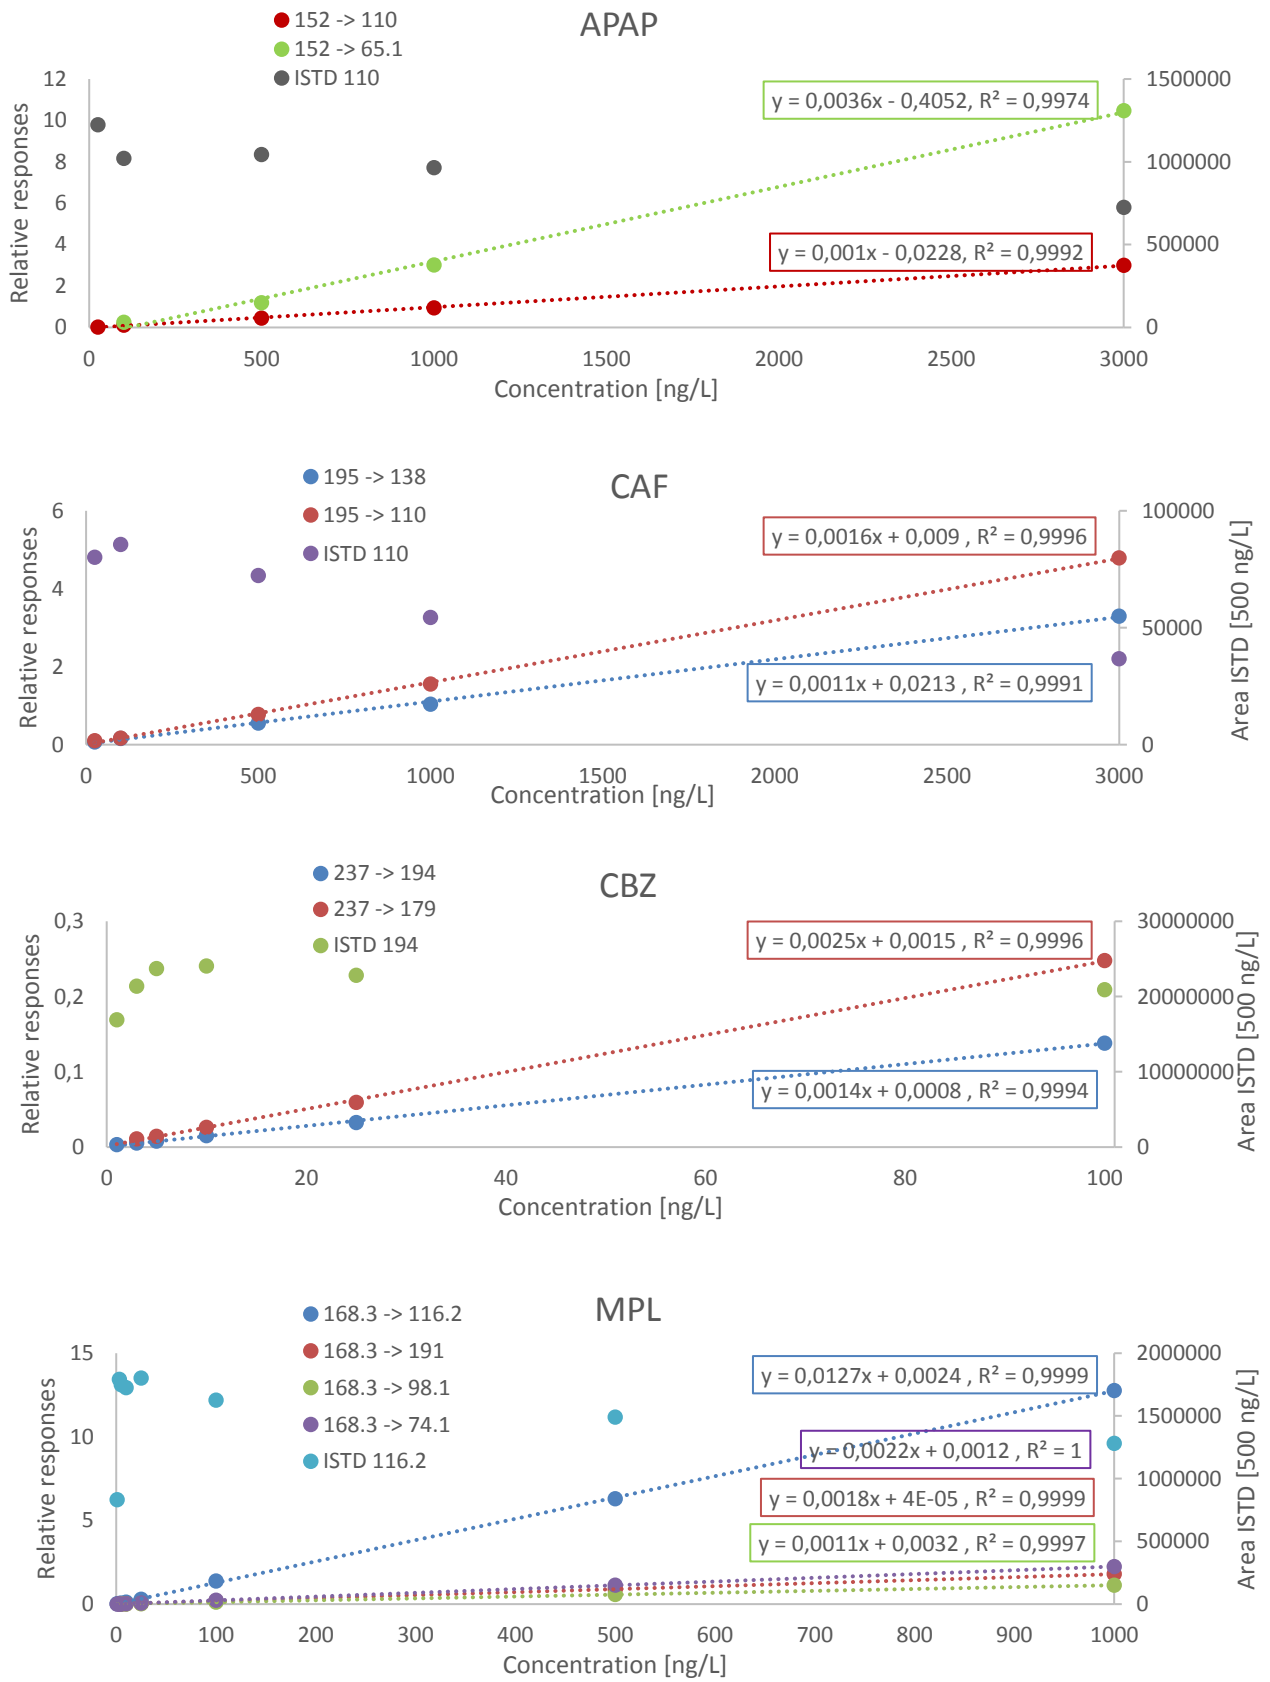 152 -> 110
152 -> 65.1
ISTD 110
APAP
12
10
8
6
4
2
0
Relative responses
1500000
1000000
500000
0
y = 0,0036x - 0,4052, R² = 0,9974
y = 0,001x - 0,0228, R² = 0,9992
0 500 1000 1500 2000 2500 3000
Concentration [ng/L]
195 -> 138
195 -> 110
ISTD 110
CAF
6
4
2
0
Relative responses
100000
50000
0
Area ISTD [500 ng/L]
y = 0,0016x + 0,009 , R² = 0,9996
y = 0,0011x + 0,0213 , R² = 0,9991
0 500 1000 1500 2000 2500 3000
Concentration [ng/L]
237 -> 194
237 -> 179
ISTD 194
CBZ
0,3
0,2
0,1
0
Relative responses
30000000
20000000
10000000
0
Area ISTD [500 ng/L]
y = 0,0025x + 0,0015 , R² = 0,9996
y = 0,0014x + 0,0008 , R² = 0,9994
0 20 40 60 80 100
Concentration [ng/L]
168.3 -> 116.2
168.3 -> 191
168.3 -> 98.1
168.3 -> 74.1
ISTD 116.2
MPL
15
10
5
0
Relative responses
2000000
1500000
1000000
500000
0
Area ISTD [500 ng/L]
y = 0,0127x + 0,0024 , R² = 0,9999
y = 0,0022x + 0,0012 , R² = 1
y = 0,0018x + 4E-05 , R² = 0,9999
y = 0,0011x + 0,0032 , R² = 0,9997
0 100 200 300 400 500 600 700 800 900 1000
Concentration [ng/L]